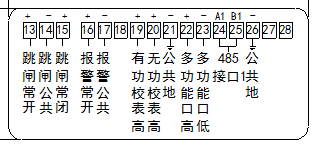 + − + + − + + − + − A1 B1 −
13 14 15 16 17 18 19 20 21 22 23 24 25 26 27 28
跳闸常开
跳闸公共
跳闸常闭
报警常开
报警公共
有功校表高
无功校表高
公共地
多功能口高
多功能口低
485
接口1
公共地